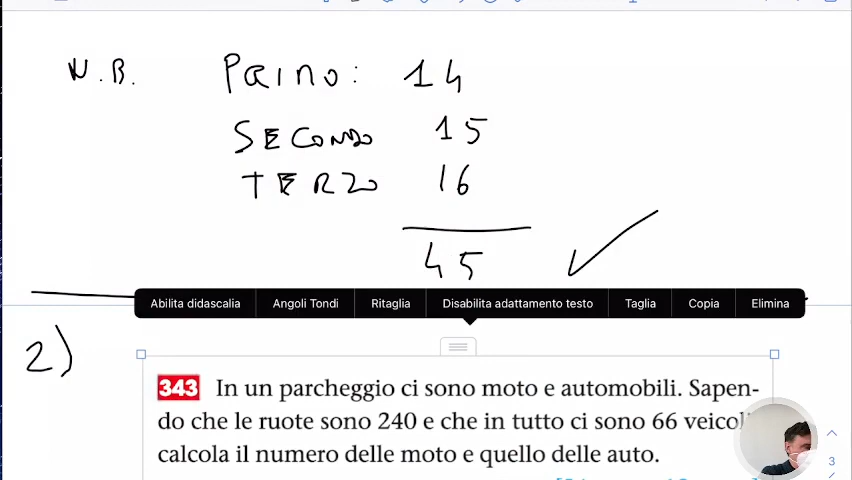 N.B. PRIMO: 14
SECONDO 15
TERZO 16
45
Abilita didascalia Angoli Tondi Ritaglia Disabilita adattamento testo Taglia Copia Elimina
2)
343 In un parcheggio ci sono moto e automobili. Sapen-
do che le ruote sono 240 e che in tutto ci sono 66
calcola il numero delle moto e quello delle auto.
3